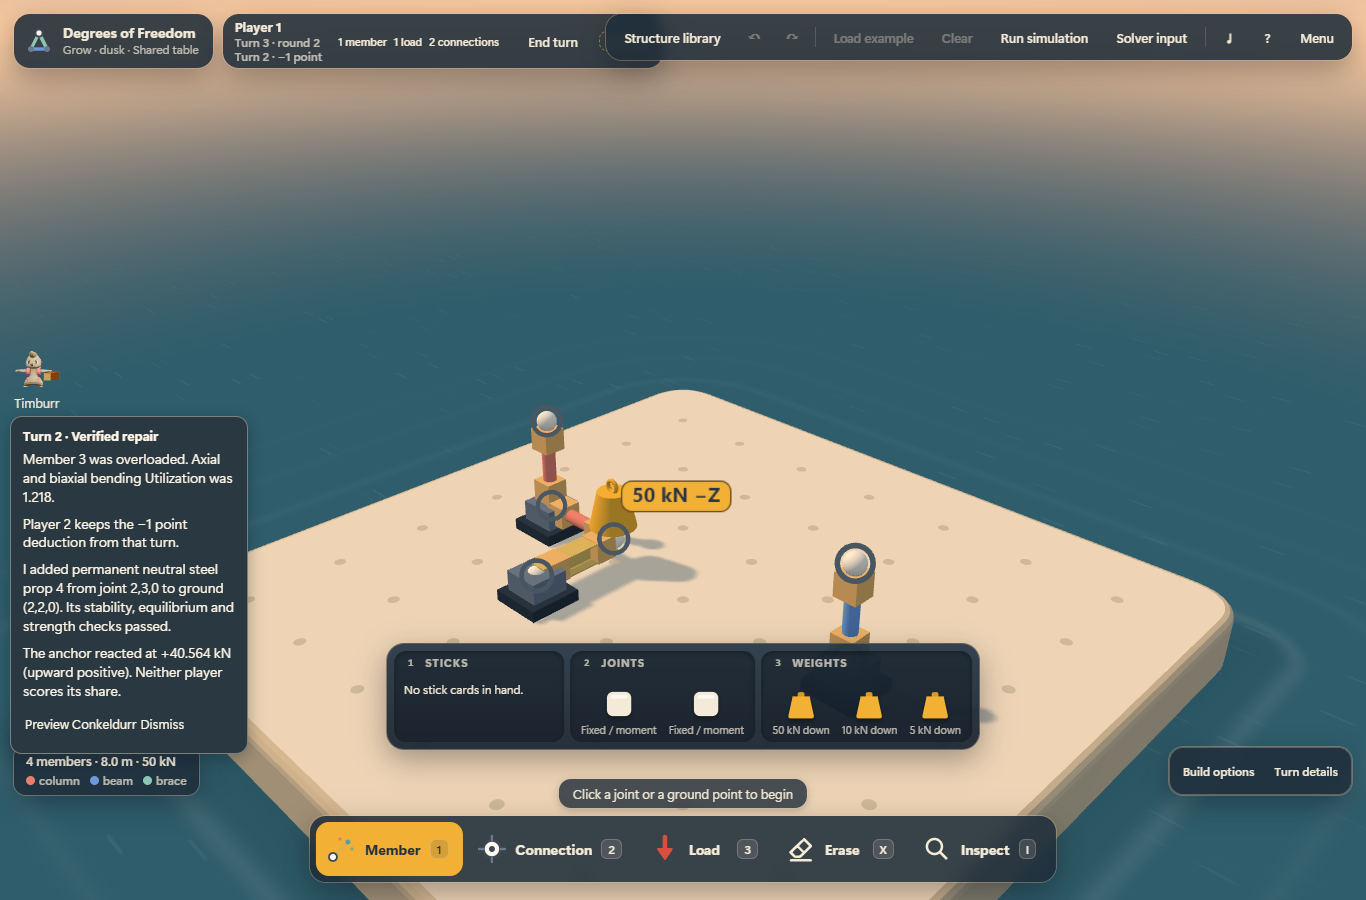 Degrees of Freedom
Grow · dusk · Shared table
Player 1
Turn 3 · round 2
Turn 2 · −1 point
1 member 1 load 2 connections
End turn
Structure library
Load example
Clear
Run simulation
Solver input
?
Menu
Timburr
Turn 2 · Verified repair
Member 3 was overloaded. Axial
and biaxial bending Utilization was
1.218.
Player 2 keeps the −1 point
deduction from that turn.
I added permanent neutral steel
prop 4 from joint 2,3,0 to ground
(2,2,0). Its stability, equilibrium and
strength checks passed.
The anchor reacted at +40.564 kN
(upward positive). Neither player
scores its share.
Preview Conkeldurr Dismiss
4 members · 8.0 m · 50 kN
column beam brace
50 kN −Z
1 STICKS
No stick cards in hand.
2 JOINTS
Fixed / moment Fixed / moment
3 WEIGHTS
50 kN down 10 kN down 5 kN down
Build options Turn details
Click a joint or a ground point to begin
Member 1
Connection 2
Load 3
Erase X
Inspect I